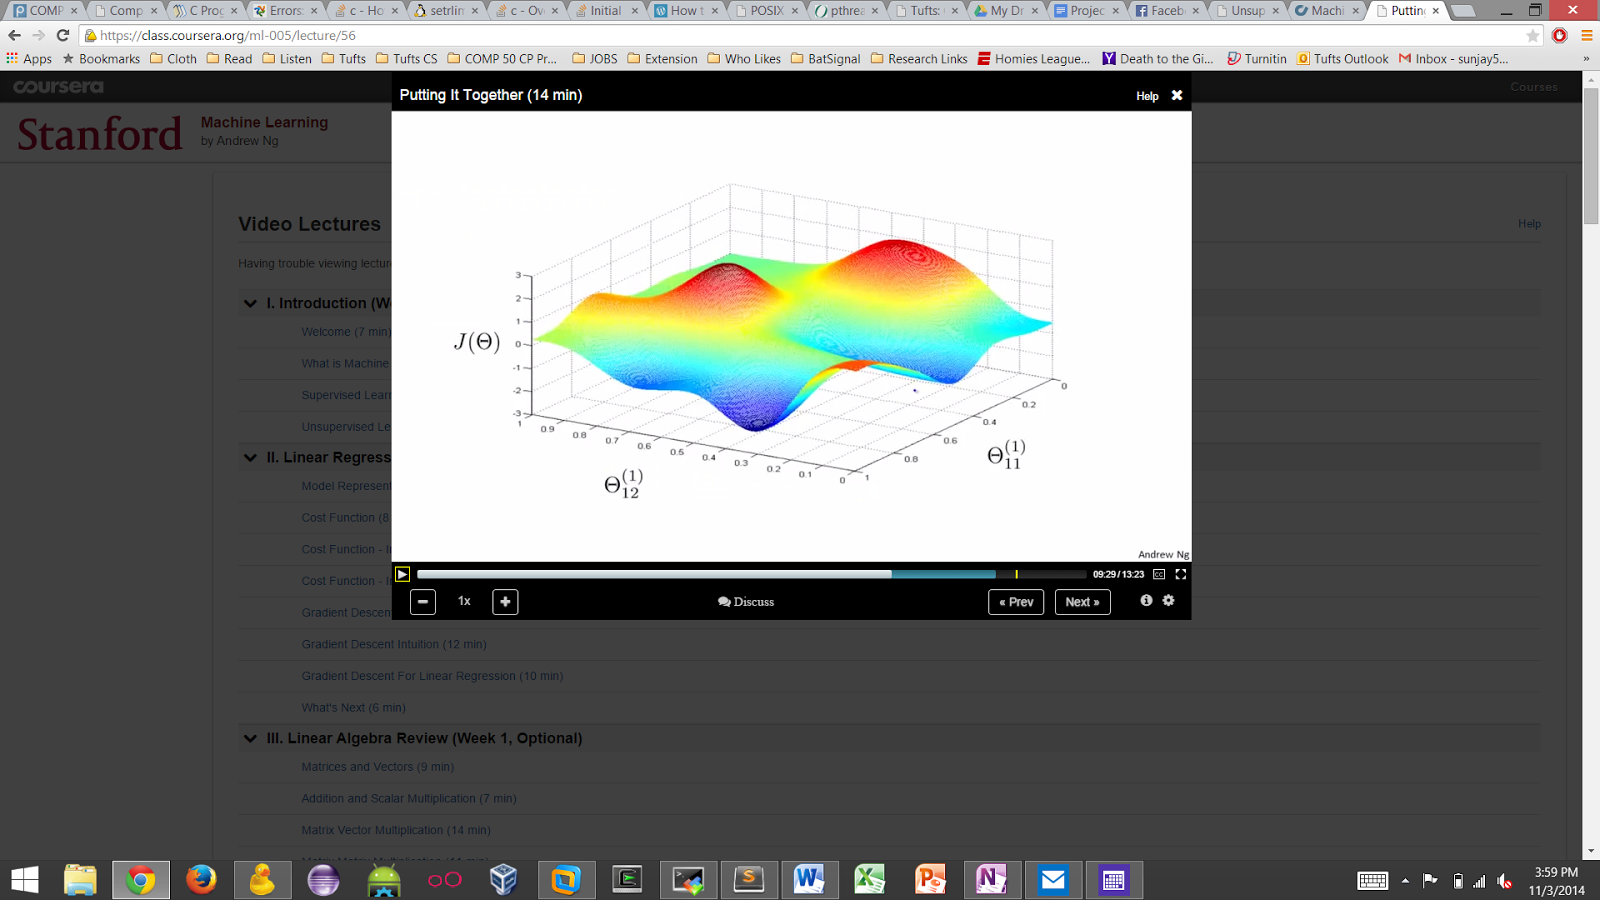 COMP
Comp
C Prog
Errors:
c - Ho
setrlim
c - Ov
Initial
How t
POSIX
pthrea
Tufts:
My Dr
Projec
Faceb
Unsup
Machi
Putting
https://class.coursera.org/ml-005/lecture/56
Apps Bookmarks Cloth Read Listen Tufts Tufts CS COMP 50 CP Pr... JOBS Extension Who Likes BatSignal Research Links Homies League... Death to the Gi... Turnitin Tufts Outlook Inbox - sunjay5... »
coursera
Courses
Stanford
Machine Learning
by Andrew Ng
Putting It Together (14 min)
Help
Video Lectures
Help
Having trouble viewing lectur
I. Introduction (W
Welcome (7 min)
What is Machine
Supervised Lear
Unsupervised Le
II. Linear Regress
Model Represent
Cost Function (8
Cost Function - I
Cost Function - I
Gradient Descent
Gradient Descent Intuition (12 min)
Gradient Descent For Linear Regression (10 min)
What's Next (6 min)
III. Linear Algebra Review (Week 1, Optional)
Matrices and Vectors (9 min)
Addition and Scalar Multiplication (7 min)
Matrix Vector Multiplication (14 min)
3
2
1
0
-1
-2
-3
J(Θ)
1 0.9 0.8 0.7 0.6 0.5 0.4 0.3 0.2 0.1 0
Θ12(1)
1 0.8 0.6 0.4 0.2 0
Θ11(1)
Andrew Ng
09:29/13:23
CC
1x
Discuss
« Prev
Next »
3:59 PM
11/3/2014